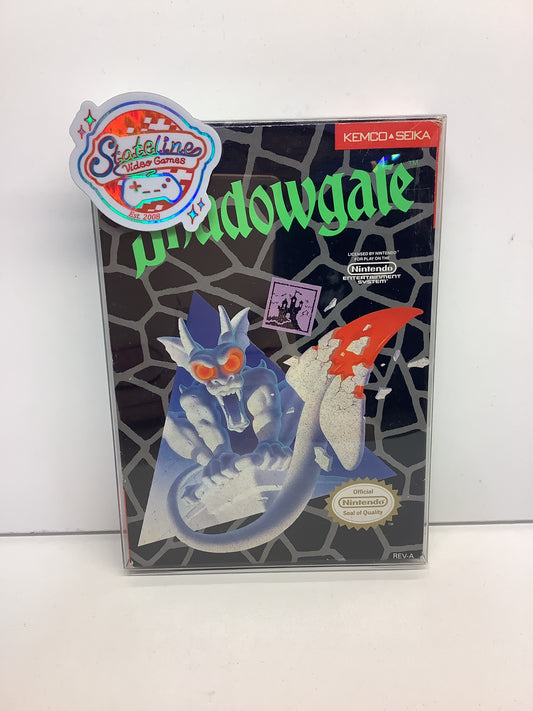 Stateline
Video Games
Est. 2008
KEMCO▲SEIKA
Shadowgate™
LICENSED BY NINTENDO
FOR PLAY ON THE
Nintendo
ENTERTAINMENT
SYSTEM
Official
Nintendo
Seal of Quality
REV-A